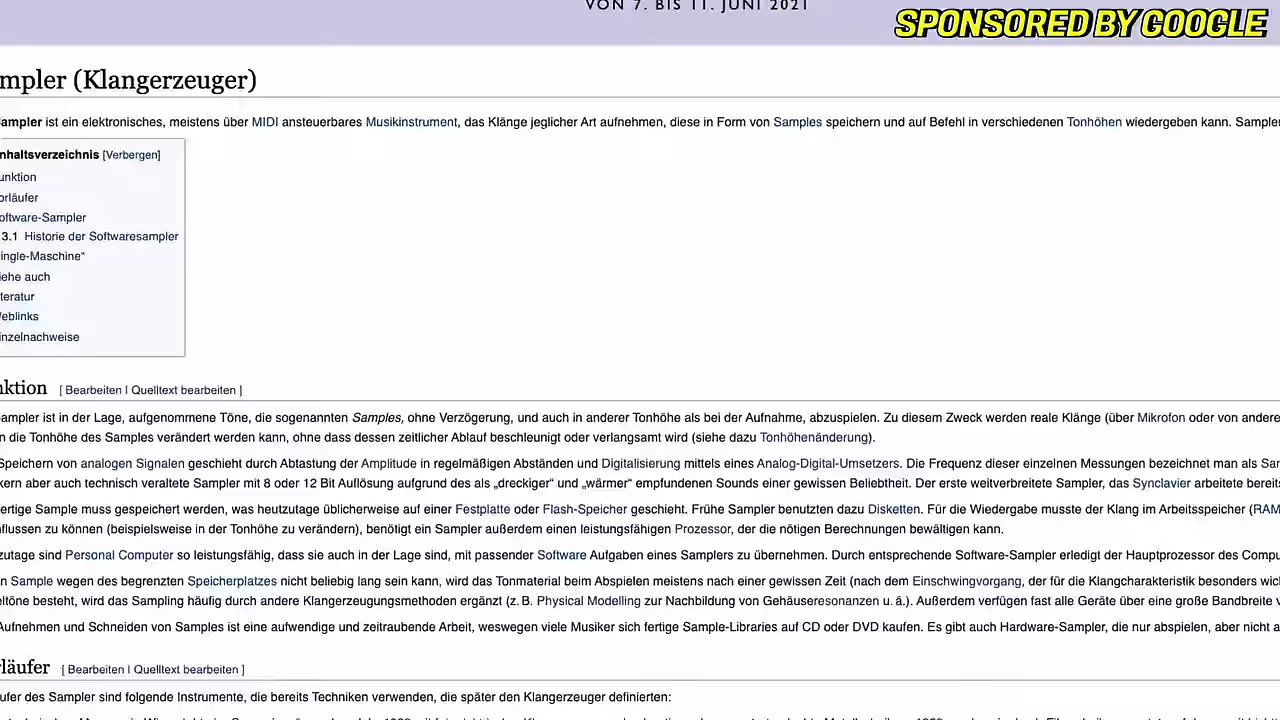 VON 7. BIS 11. JUNI 2021
SPONSORED BY GOOGLE
mpler (Klangerzeuger)
ampler ist ein elektronisches, meistens über MIDI ansteuerbares Musikinstrument, das Klänge jeglicher Art aufnehmen, diese in Form von Samples speichern und auf Befehl in verschiedenen Tonhöhen wiedergeben kann. Sampler
nhaltsverzeichnis [Verbergen]
unktion
orläufer
oftware-Sampler
3.1 Historie der Softwaresampler
ingle-Maschine“
iehe auch
iteratur
eblinks
inzelnachweise
nktion [ Bearbeiten | Quelltext bearbeiten ]
ampler ist in der Lage, aufgenommene Töne, die sogenannten Samples, ohne Verzögerung, und auch in anderer Tonhöhe als bei der Aufnahme, abzuspielen. Zu diesem Zweck werden reale Klänge (über Mikrofon oder von andere
n die Tonhöhe des Samples verändert werden kann, ohne dass dessen zeitlicher Ablauf beschleunigt oder verlangsamt wird (siehe dazu Tonhöhenänderung).
Speichern von analogen Signalen geschieht durch Abtastung der Amplitude in regelmäßigen Abständen und Digitalisierung mittels eines Analog-Digital-Umsetzers. Die Frequenz dieser einzelnen Messungen bezeichnet man als Sar
kern aber auch technisch veraltete Sampler mit 8 oder 12 Bit Auflösung aufgrund des als „dreckiger“ und „wärmer“ empfundenen Sounds einer gewissen Beliebtheit. Der erste weitverbreitete Sampler, das Synclavier arbeitete bereits
ertige Sample muss gespeichert werden, was heutzutage üblicherweise auf einer Festplatte oder Flash-Speicher geschieht. Frühe Sampler benutzten dazu Disketten. Für die Wiedergabe musste der Klang im Arbeitsspeicher (RAM
nflussen zu können (beispielsweise in der Tonhöhe zu verändern), benötigt ein Sampler außerdem einen leistungsfähigen Prozessor, der die nötigen Berechnungen bewältigen kann.
zutage sind Personal Computer so leistungsfähig, dass sie auch in der Lage sind, mit passender Software Aufgaben eines Samplers zu übernehmen. Durch entsprechende Software-Sampler erledigt der Hauptprozessor des Compu
n Sample wegen des begrenzten Speicherplatzes nicht beliebig lang sein kann, wird das Tonmaterial beim Abspielen meistens nach einer gewissen Zeit (nach dem Einschwingvorgang, der für die Klangcharakteristik besonders wic
eltöne besteht, wird das Sampling häufig durch andere Klangerzeugungsmethoden ergänzt (z. B. Physical Modelling zur Nachbildung von Gehäuseresonanzen u. ä.). Außerdem verfügen fast alle Geräte über eine große Bandbreite v
Aufnehmen und Schneiden von Samples ist eine aufwendige und zeitraubende Arbeit, weswegen viele Musiker sich fertige Sample-Libraries auf CD oder DVD kaufen. Es gibt auch Hardware-Sampler, die nur abspielen, aber nicht a
läufer [ Bearbeiten | Quelltext bearbeiten ]
ufer des Sampler sind folgende Instrumente, die bereits Techniken verwenden, die später den Klangerzeuger definierten: